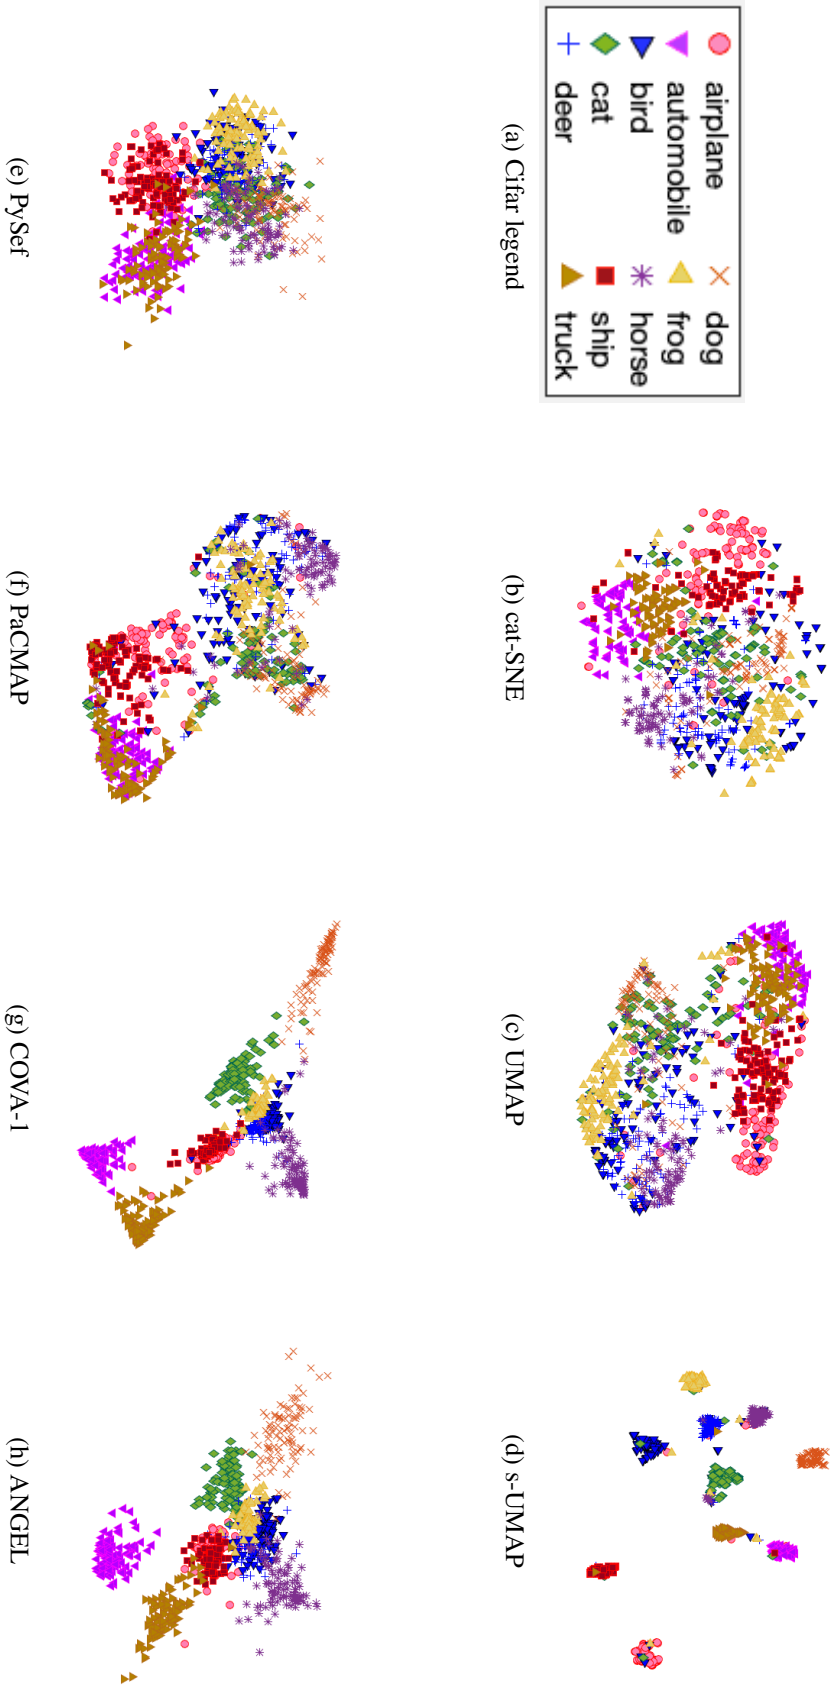 airplane
automobile
bird
cat
deer
dog
frog
horse
ship
truck
(a) Cifar legend
(b) cat-SNE
(c) UMAP
(d) s-UMAP
(e) PySef
(f) PaCMAP
(g) COVA-1
(h) ANGEL